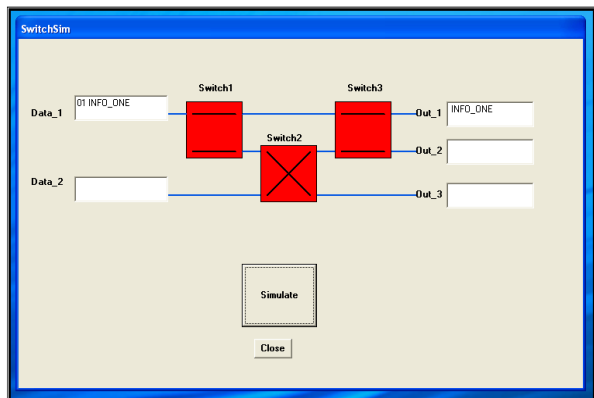 SwitchSim
Switch1
Switch3
Data_1
01 INFO_ONE
Out_1
INFO_ONE
Switch2
Out_2
Data_2
Out_3
Simulate
Close